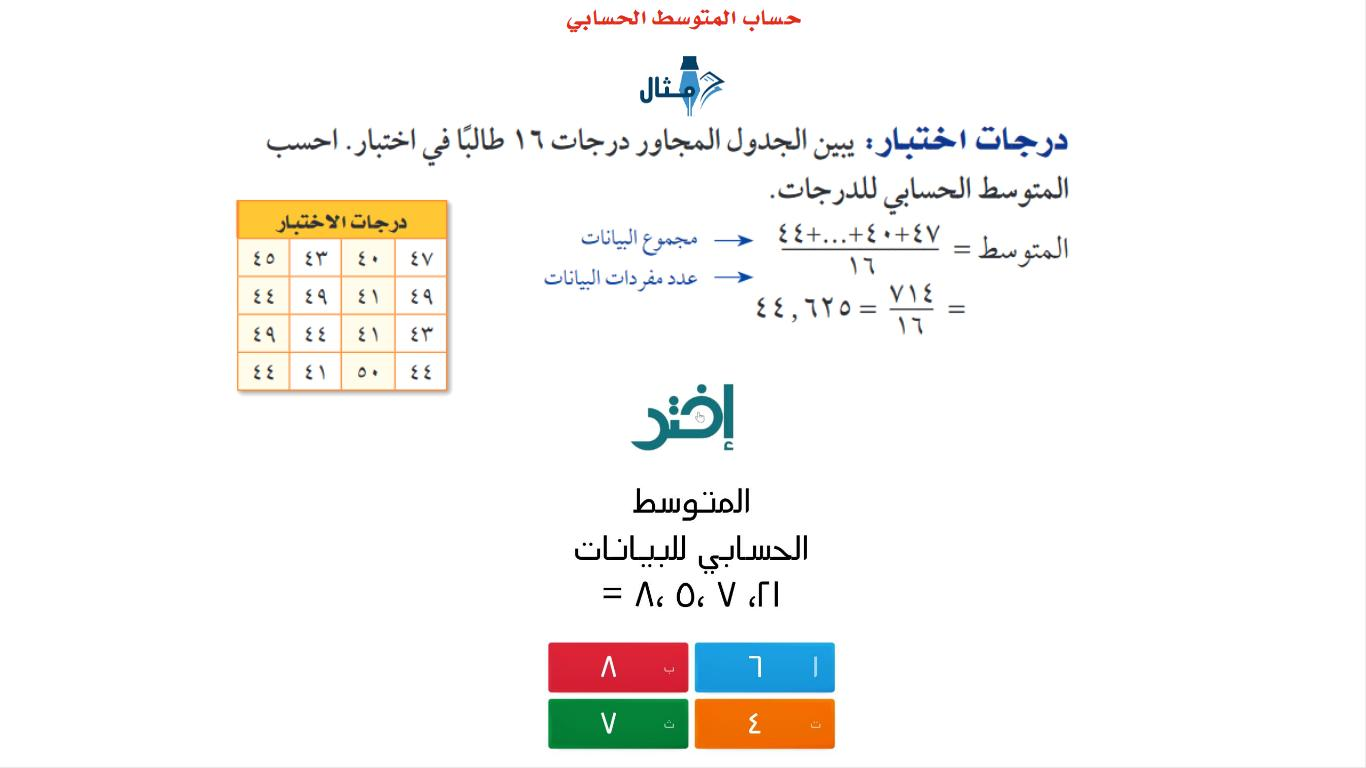 حساب المتوسط الحسابي
مثال
درجات اختبار: يبين الجدول المجاور درجات ١٦ طالبًا في اختبار. احسب
المتوسط الحسابي للدرجات.
المتوسط = ٤٧+٤٠+...+٤٤ / ١٦
مجموع البيانات
عدد مفردات البيانات
= ٧١٤ / ١٦ = ٤٤,٦٢٥
درجات الاختبار
٤٧ ٤٠ ٤٣ ٤٥
٤٩ ٤١ ٤٩ ٤٤
٤٣ ٤١ ٤٤ ٤٩
٤٤ ٥٠ ٤١ ٤٤
إختر
المتوسط
الحسابي للبيانات
٢١، ٧ ،٥ ،٨ =
أ ٦
ب ٨
ت ٤
ث ٧